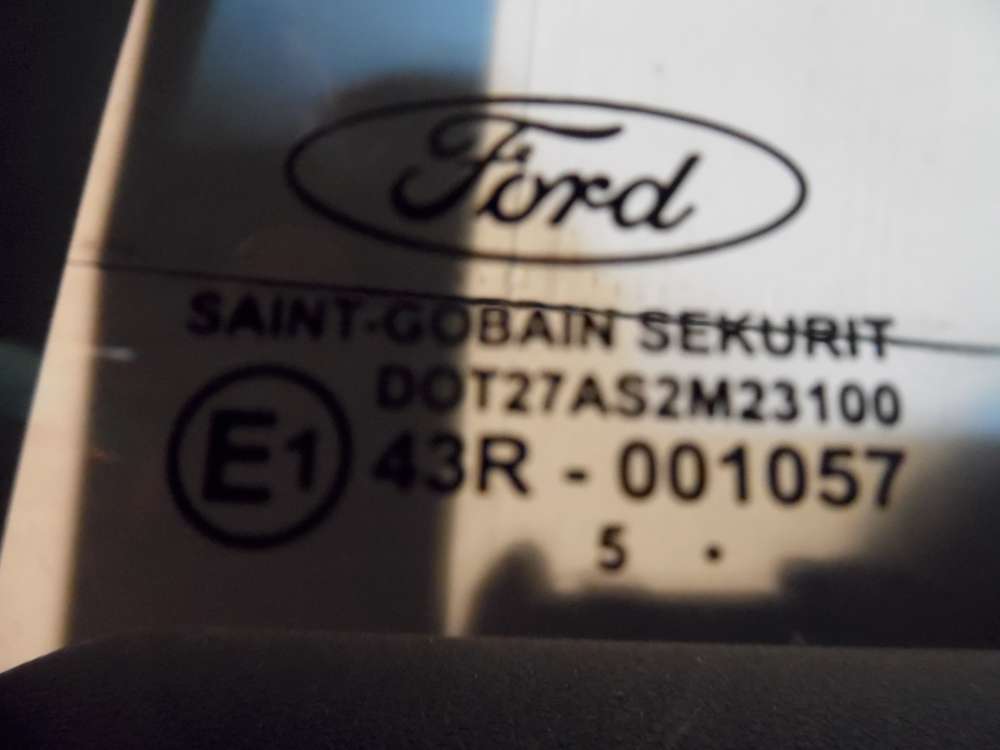 Ford
SAINT-GOBAIN SEKURIT
DOT27AS2M23100
E1 43R - 001057
5 .